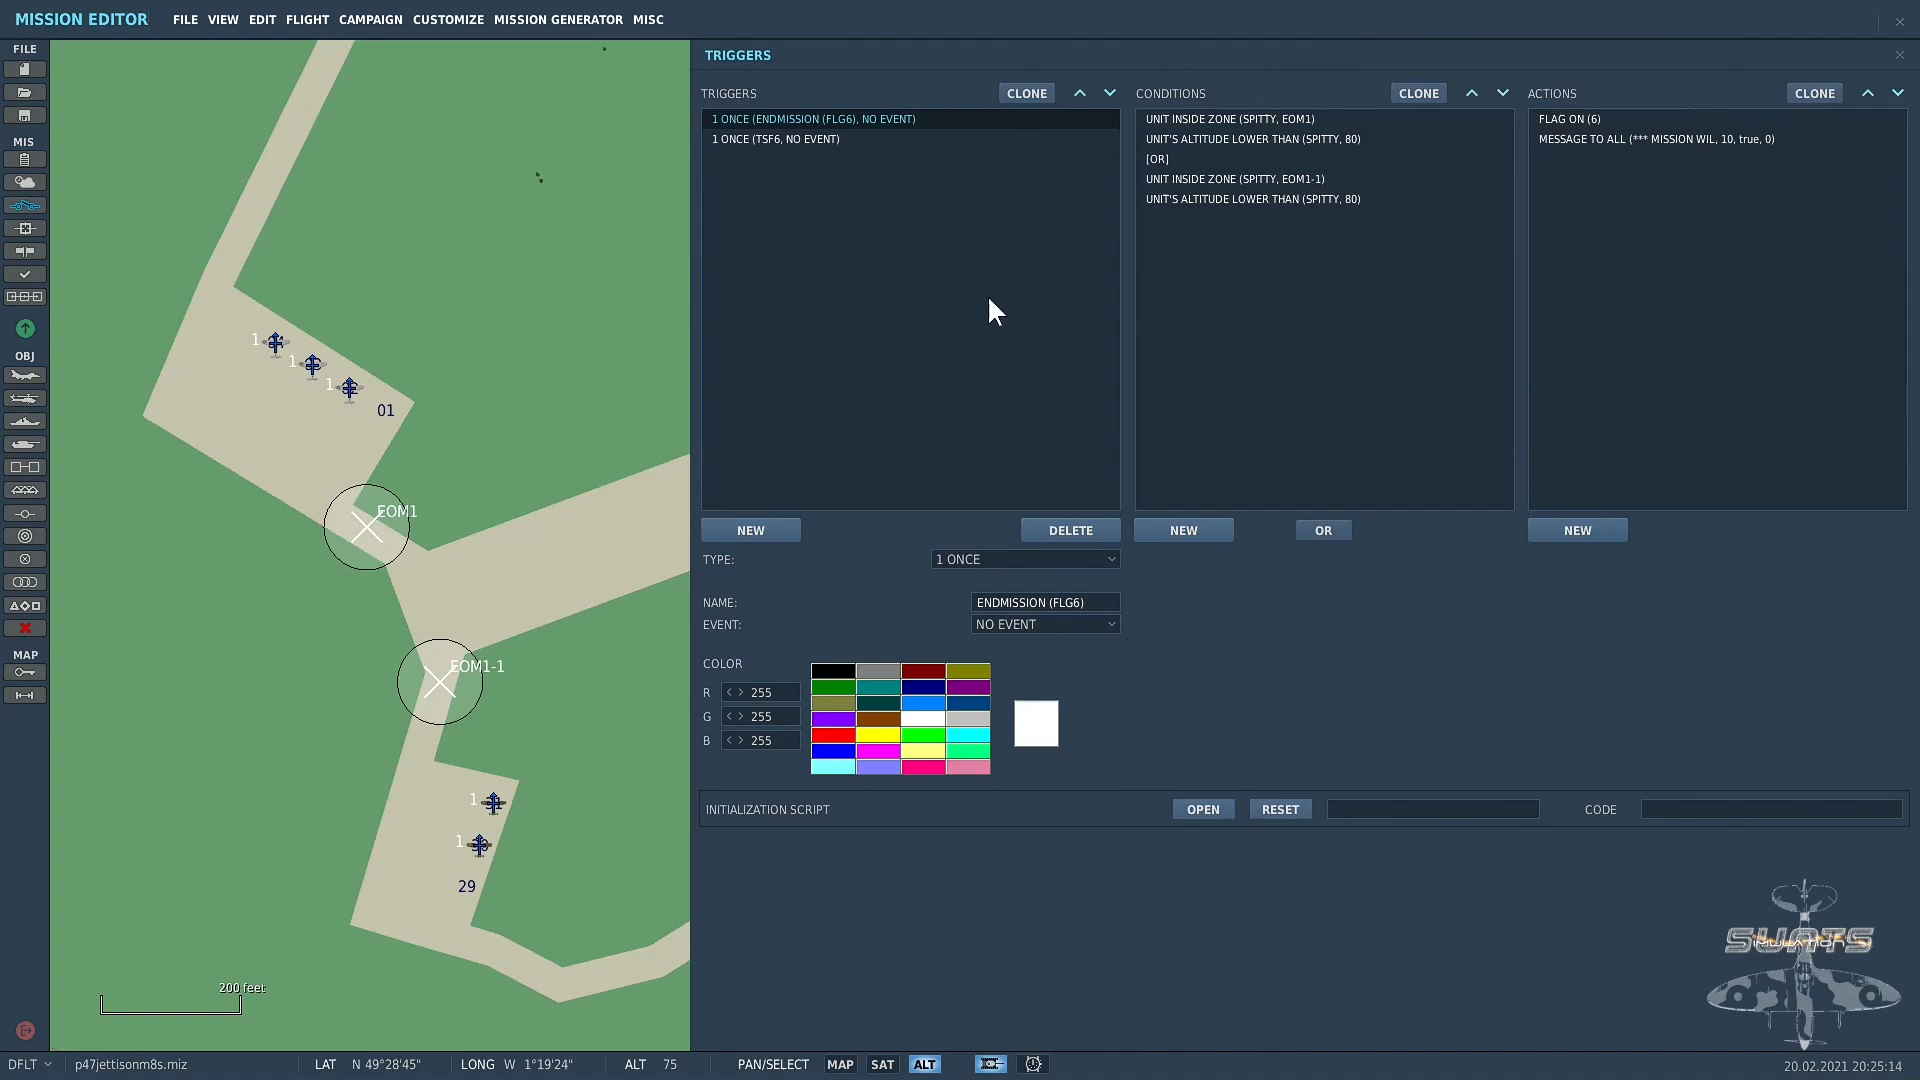 MISSION EDITOR FILE VIEW EDIT FLIGHT CAMPAIGN CUSTOMIZE MISSION GENERATOR MISC
FILE
MIS
OBJ
MAP
1
1
1
01
EOM1
EOM1-1
1
1
29
200 feet
TRIGGERS
TRIGGERS CLONE
1 ONCE (ENDMISSION (FLG6), NO EVENT)
1 ONCE (TSF6, NO EVENT)
NEW DELETE
TYPE: 1 ONCE
NAME: ENDMISSION (FLG6)
EVENT: NO EVENT
COLOR
R < > 255
G < > 255
B < > 255
CONDITIONS CLONE
UNIT INSIDE ZONE (SPITTY, EOM1)
UNIT'S ALTITUDE LOWER THAN (SPITTY, 80)
[OR]
UNIT INSIDE ZONE (SPITTY, EOM1-1)
UNIT'S ALTITUDE LOWER THAN (SPITTY, 80)
NEW OR
ACTIONS CLONE
FLAG ON (6)
MESSAGE TO ALL (*** MISSION WIL, 10, true, 0)
NEW
INITIALIZATION SCRIPT OPEN RESET CODE
SUNTS
SIMULATIONS
DFLT p47jettisonm8s.miz LAT N 49°28'45" LONG W 1°19'24" ALT 75 PAN/SELECT MAP SAT ALT 20.02.2021 20:25:14